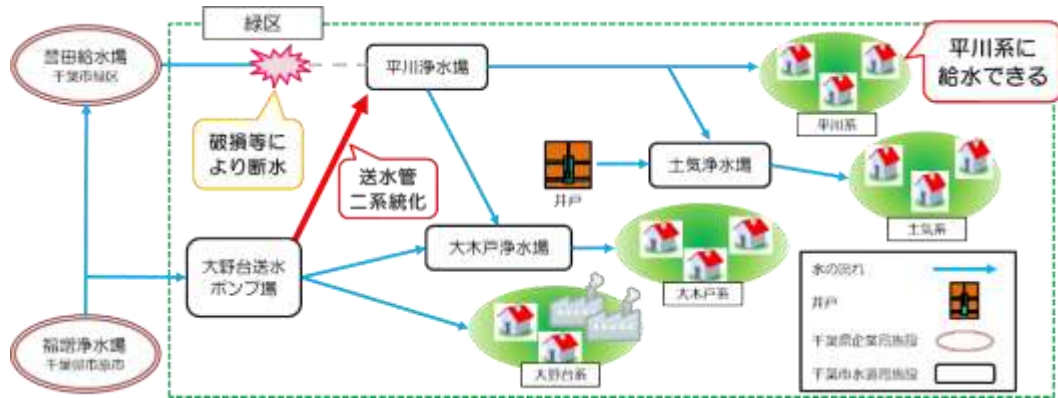 緑区
誉田給水場
千葉市緑区
平川浄水場
平川系に
給水できる
平川系
破損等に
より断水
送水管
二系統化
井戸
土気浄水場
土気系
大野台送水
ポンプ場
大木戸浄水場
大木戸系
大野台系
福増浄水場
千葉県市原市
水の流れ
井戸
千葉県企業局施設
千葉市水道局施設